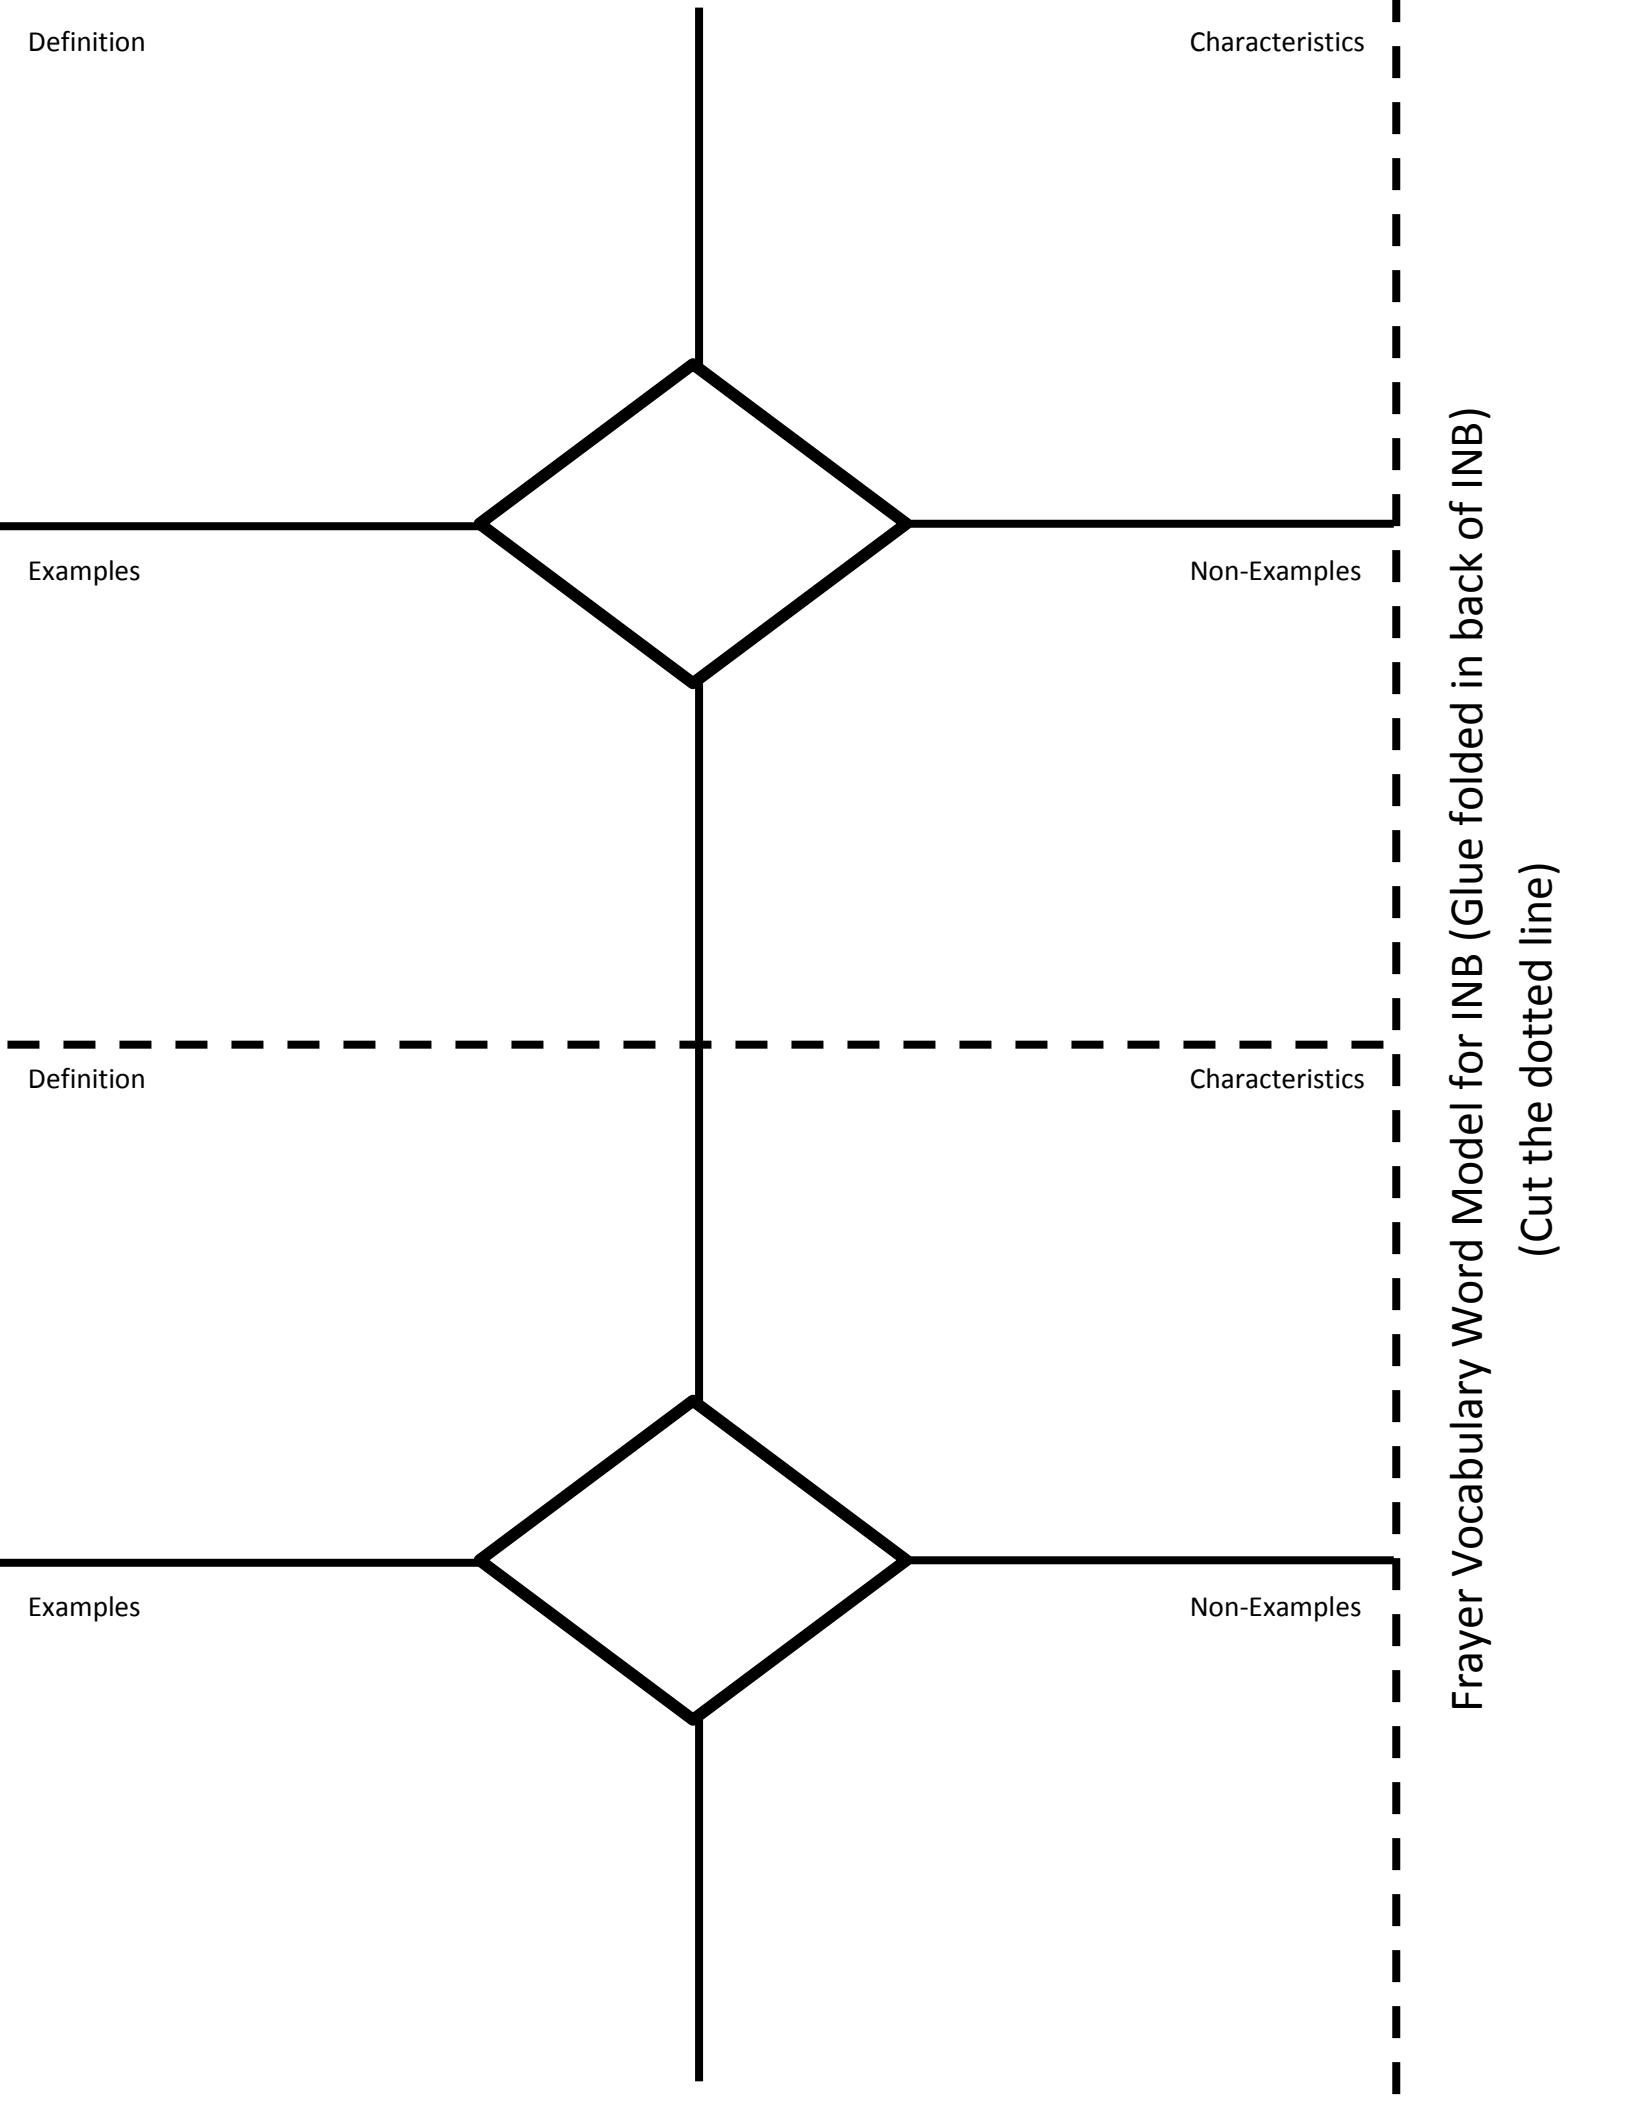 Definition
Characteristics
Examples
Non-Examples
Definition
Characteristics
Examples
Non-Examples
Frayer Vocabulary Word Model for INB (Glue folded in back of INB)
(Cut the dotted line)